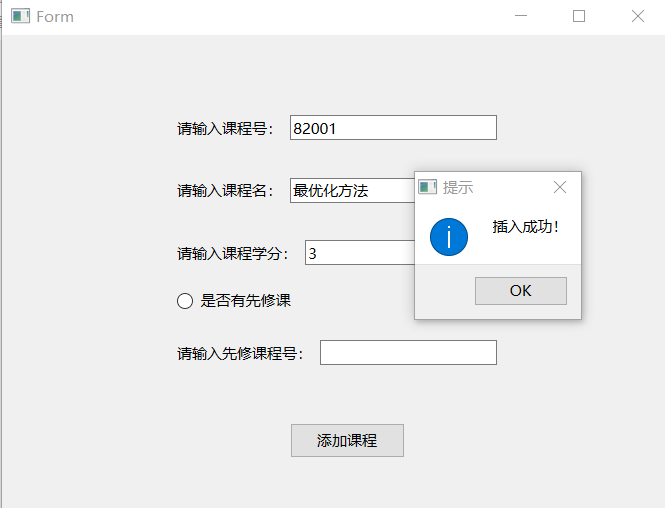 Form
请输入课程号： 82001
提示
请输入课程名： 最优化方法
插入成功！
请输入课程学分： 3
OK
是否有先修课
请输入先修课程号：
添加课程